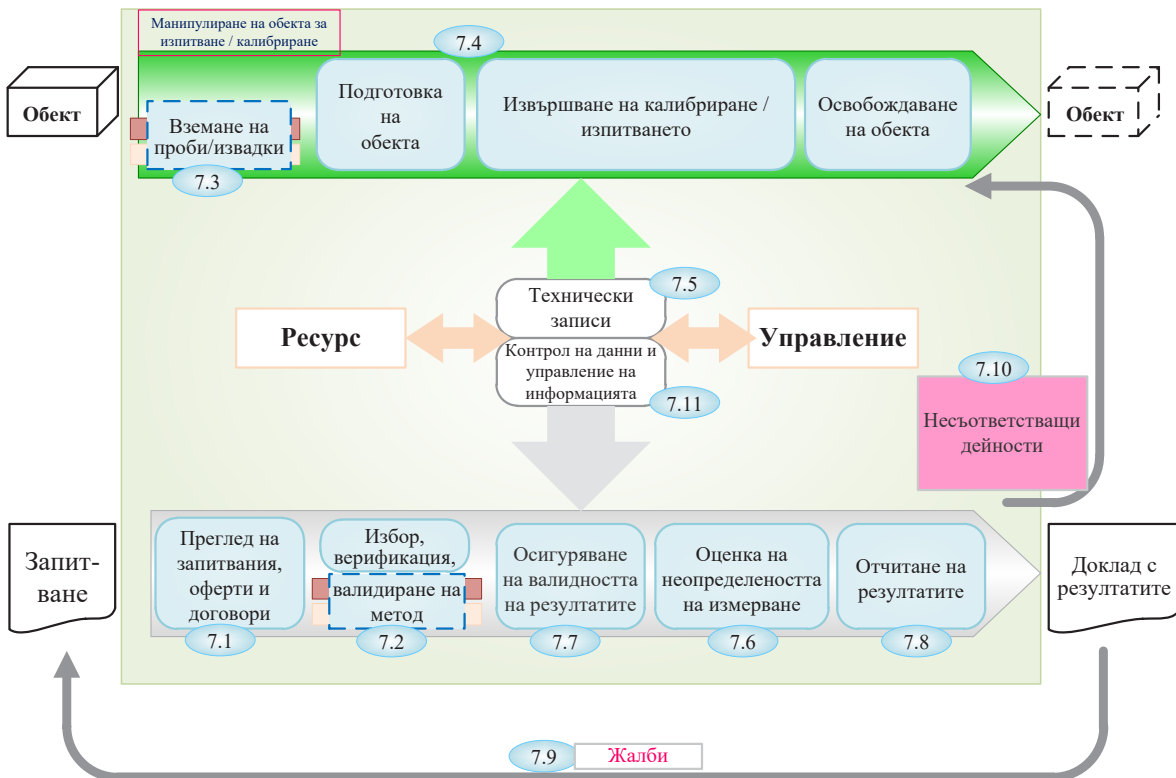 Манипулиране на обекта за
изпитване / калибриране
7.4
Обект
Вземане на
проби/извадки
7.3
Подготовка
на
обекта
Извършване на калибриране /
изпитването
Освобождаване
на обекта
Обект
7.5
Технически
записи
Ресурс
Управление
Контрол на данни и
управление на
информацията
7.11
7.10
Несъответстващи
дейности
Запит-
ване
Преглед на
запитвания,
оферти и
договори
7.1
Избор,
верификация,
валидиране на
метод
7.2
Осигуряване
на валидността
на резултатите
7.7
Оценка на
неопределеността
на измерване
7.6
Отчитане на
резултатите
7.8
Доклад с
резултатите
7.9
Жалби